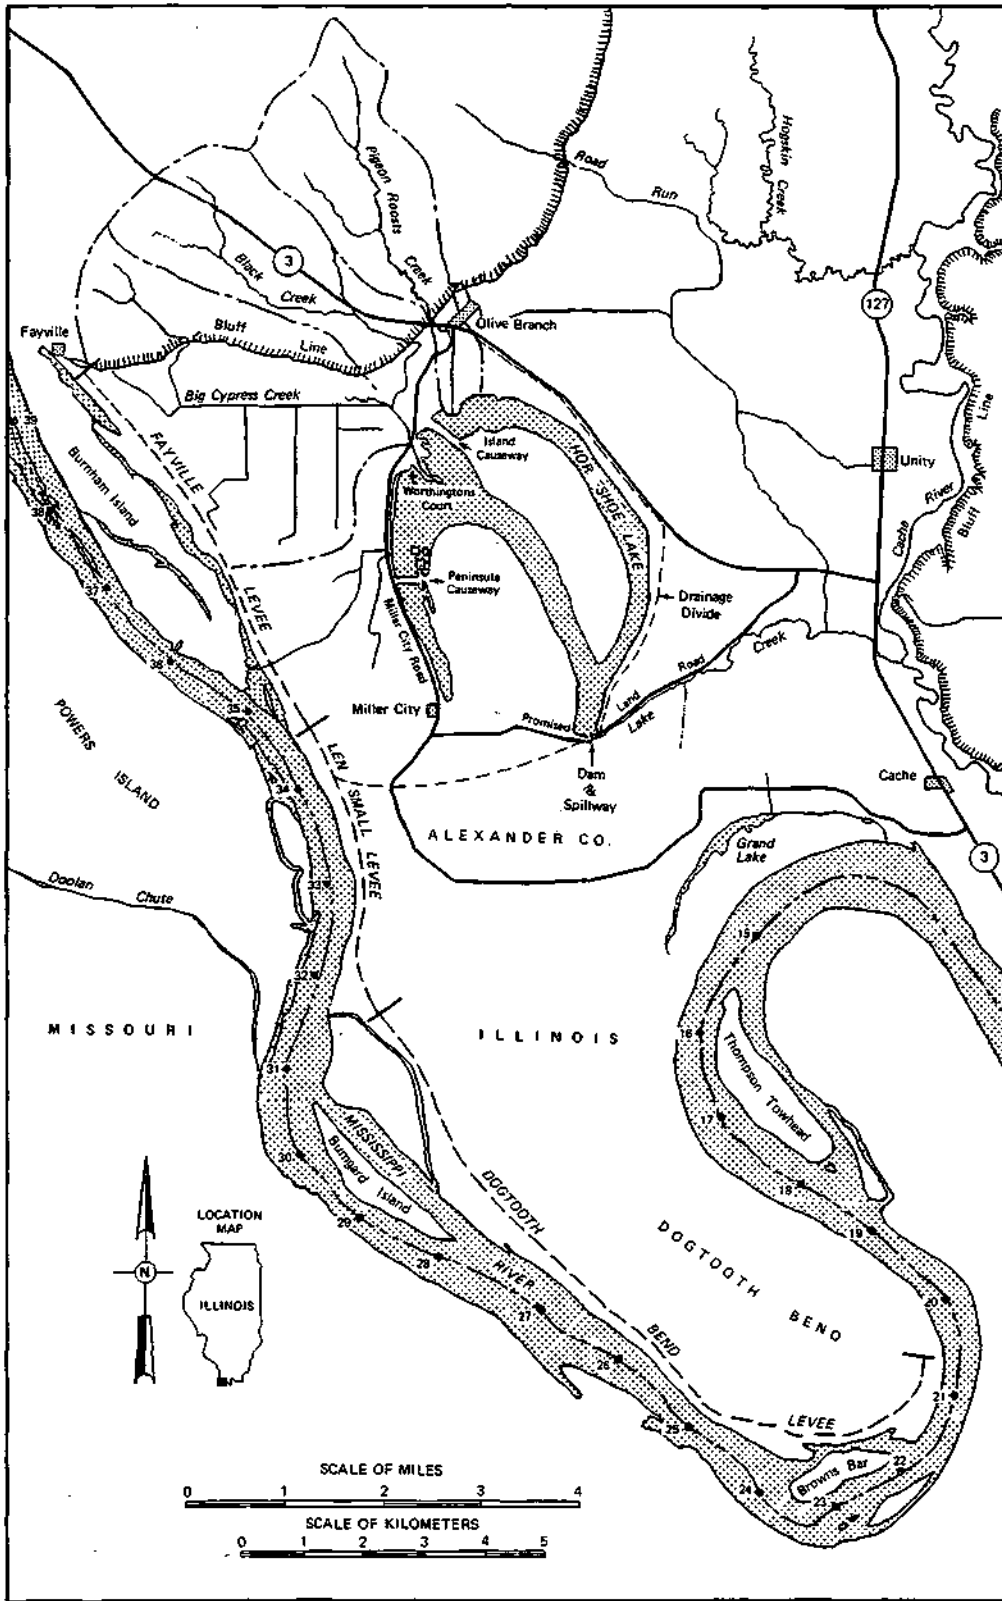 Hogskin Creek
Road
Run
Pigeon Roosts
Creek
3
Black
Creek
127
Olive Branch
Fayville
Bluff
Line
Big Cypress Creek
Island
Causeway
HOR SHOE LAKE
Line
Unity
River
Cache
Bluff
39
Burnham Island
38
FAYVILLE
Worthingtons
Court
37
LEVEE
Peninsula
Causeway
Miller City Road
Drainage
Divide
Creek
36
35
POWERS
ISLAND
Miller City
Promised
Land
Road
Lake
34
LEN SMALL LEVEE
Dam
&
Spillway
Cache
ALEXANDER CO.
Grand
Lake
3
Doolan
Chute
33
15
32
MISSOURI
ILLINOIS
16
31
Thompson Towhead
17
MISSISSIPPI
Bumgard Island
30
18
29
DOGTOOTH
19
28
RIVER
DOGTOOTH BEND
LOCATION
MAP
N
ILLINOIS
27
BEND
26
21
25
LEVEE
Browns Bar
22
24
23
SCALE OF MILES
0 1 2 3 4
SCALE OF KILOMETERS
0 1 2 3 4 5